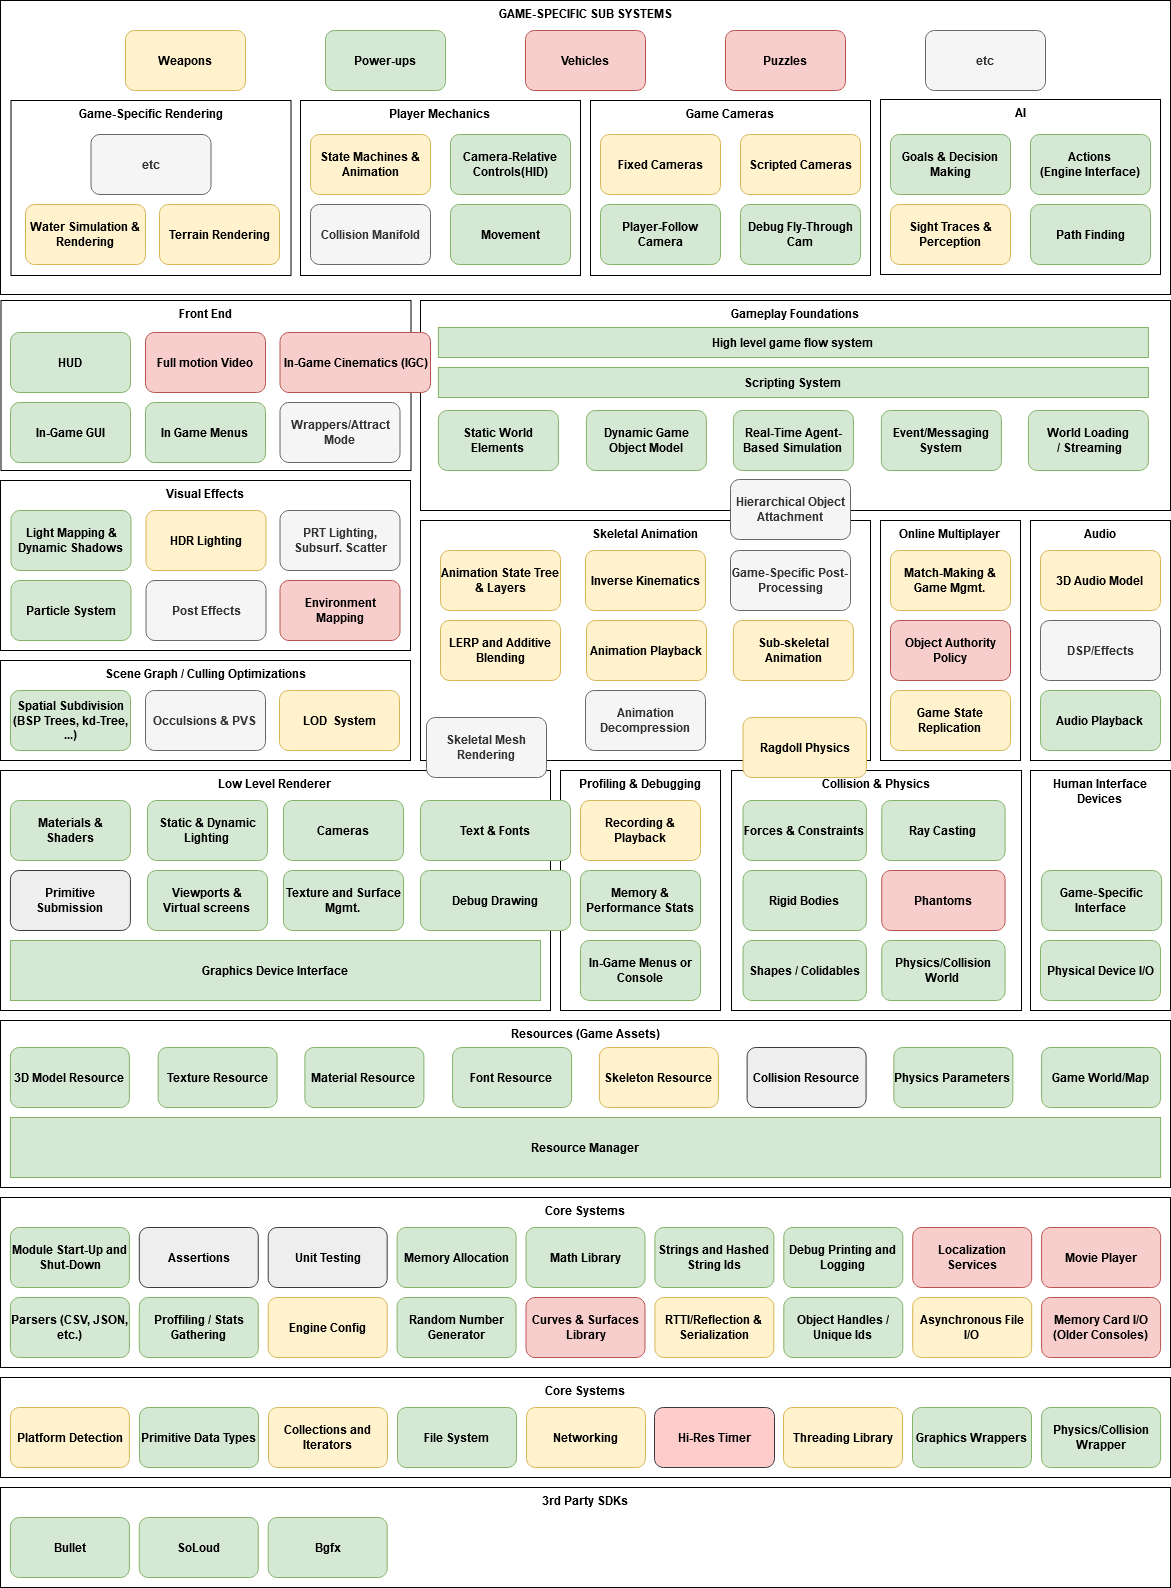 GAME-SPECIFIC SUB SYSTEMS
Weapons
Power-ups
Vehicles
Puzzles
etc
Game-Specific Rendering
etc
Water Simulation &
Rendering
Terrain Rendering
Player Mechanics
State Machines &
Animation
Camera-Relative
Controls(HID)
Collision Manifold
Movement
Game Cameras
Fixed Cameras
Scripted Cameras
Player-Follow
Camera
Debug Fly-Through
Cam
AI
Goals & Decision
Making
Actions
(Engine Interface)
Sight Traces &
Perception
Path Finding
Front End
HUD
Full motion Video
In-Game Cinematics (IGC)
In-Game GUI
In Game Menus
Wrappers/Attract
Mode
Gameplay Foundations
High level game flow system
Scripting System
Static World
Elements
Dynamic Game
Object Model
Real-Time Agent-
Based Simulation
Event/Messaging
System
World Loading
/ Streaming
Hierarchical Object
Attachment
Visual Effects
Light Mapping &
Dynamic Shadows
HDR Lighting
PRT Lighting,
Subsurf. Scatter
Particle System
Post Effects
Environment
Mapping
Skeletal Animation
Animation State Tree
& Layers
Inverse Kinematics
Game-Specific Post-
Processing
LERP and Additive
Blending
Animation Playback
Sub-skeletal
Animation
Animation
Decompression
Skeletal Mesh
Rendering
Ragdoll Physics
Online Multiplayer
Match-Making &
Game Mgmt.
Object Authority
Policy
Game State
Replication
Audio
3D Audio Model
DSP/Effects
Audio Playback
Scene Graph / Culling Optimizations
Spatial Subdivision
(BSP Trees, kd-Tree,
...)
Occulsions & PVS
LOD System
Low Level Renderer
Materials &
Shaders
Static & Dynamic
Lighting
Cameras
Text & Fonts
Primitive
Submission
Viewports &
Virtual screens
Texture and Surface
Mgmt.
Debug Drawing
Graphics Device Interface
Profiling & Debugging
Recording &
Playback
Memory &
Performance Stats
In-Game Menus or
Console
Collision & Physics
Forces & Constraints
Ray Casting
Rigid Bodies
Phantoms
Shapes / Colidables
Physics/Collision
World
Human Interface
Devices
Game-Specific
Interface
Physical Device I/O
Resources (Game Assets)
3D Model Resource
Texture Resource
Material Resource
Font Resource
Skeleton Resource
Collision Resource
Physics Parameters
Game World/Map
Resource Manager
Core Systems
Module Start-Up and
Shut-Down
Assertions
Unit Testing
Memory Allocation
Math Library
Strings and Hashed
String Ids
Debug Printing and
Logging
Localization
Services
Movie Player
Parsers (CSV, JSON,
etc.)
Proffiling / Stats
Gathering
Engine Config
Random Number
Generator
Curves & Surfaces
Library
RTTI/Reflection &
Serialization
Object Handles /
Unique Ids
Asynchronous File
I/O
Memory Card I/O
(Older Consoles)
Core Systems
Platform Detection
Primitive Data Types
Collections and
Iterators
File System
Networking
Hi-Res Timer
Threading Library
Graphics Wrappers
Physics/Collision
Wrapper
3rd Party SDKs
Bullet
SoLoud
Bgfx